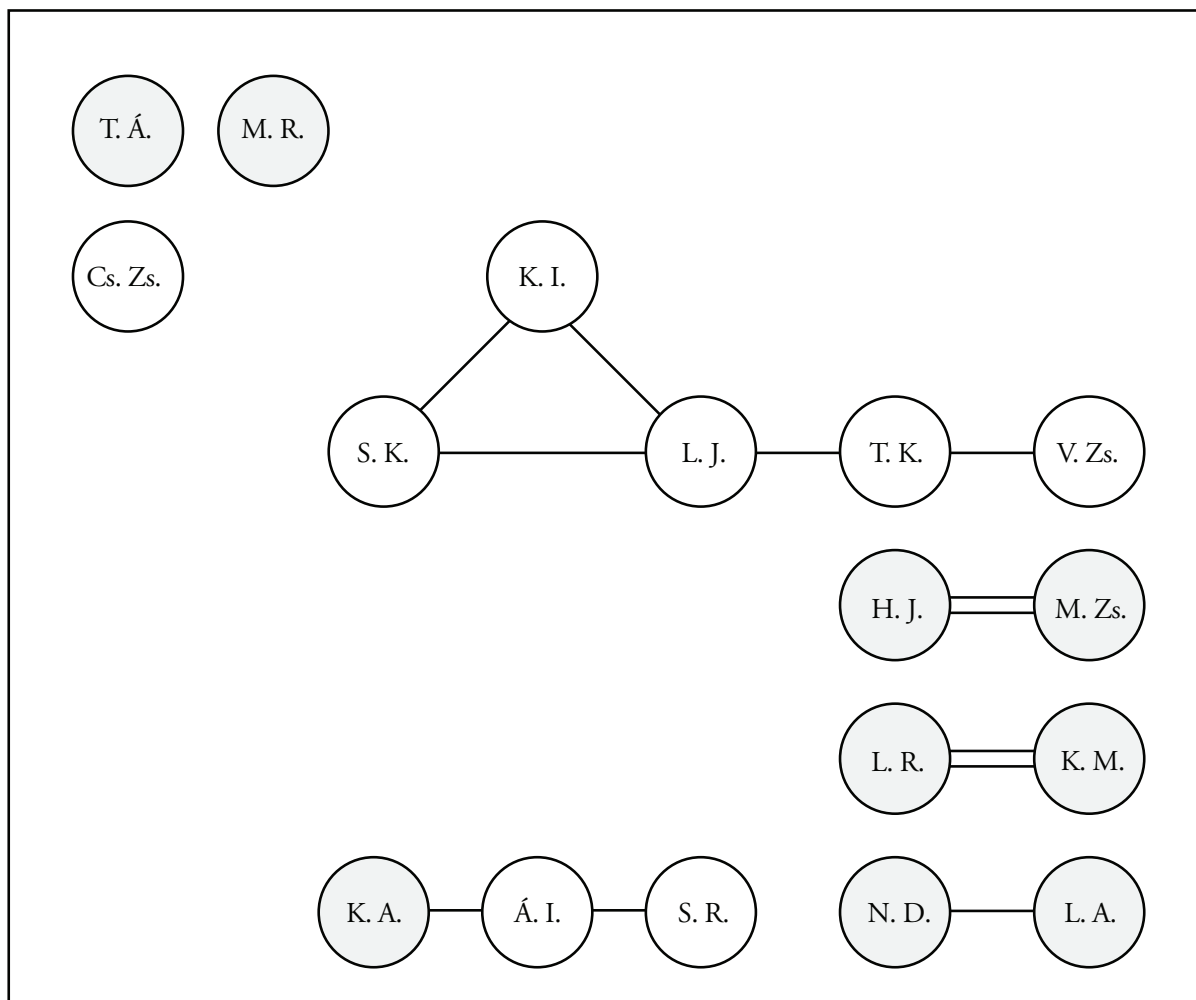 T. Á.
M. R.
Cs. Zs.
K. I.
S. K.
L. J.
T. K.
V. Zs.
H. J.
M. Zs.
L. R.
K. M.
K. A.
Á. I.
S. R.
N. D.
L. A.